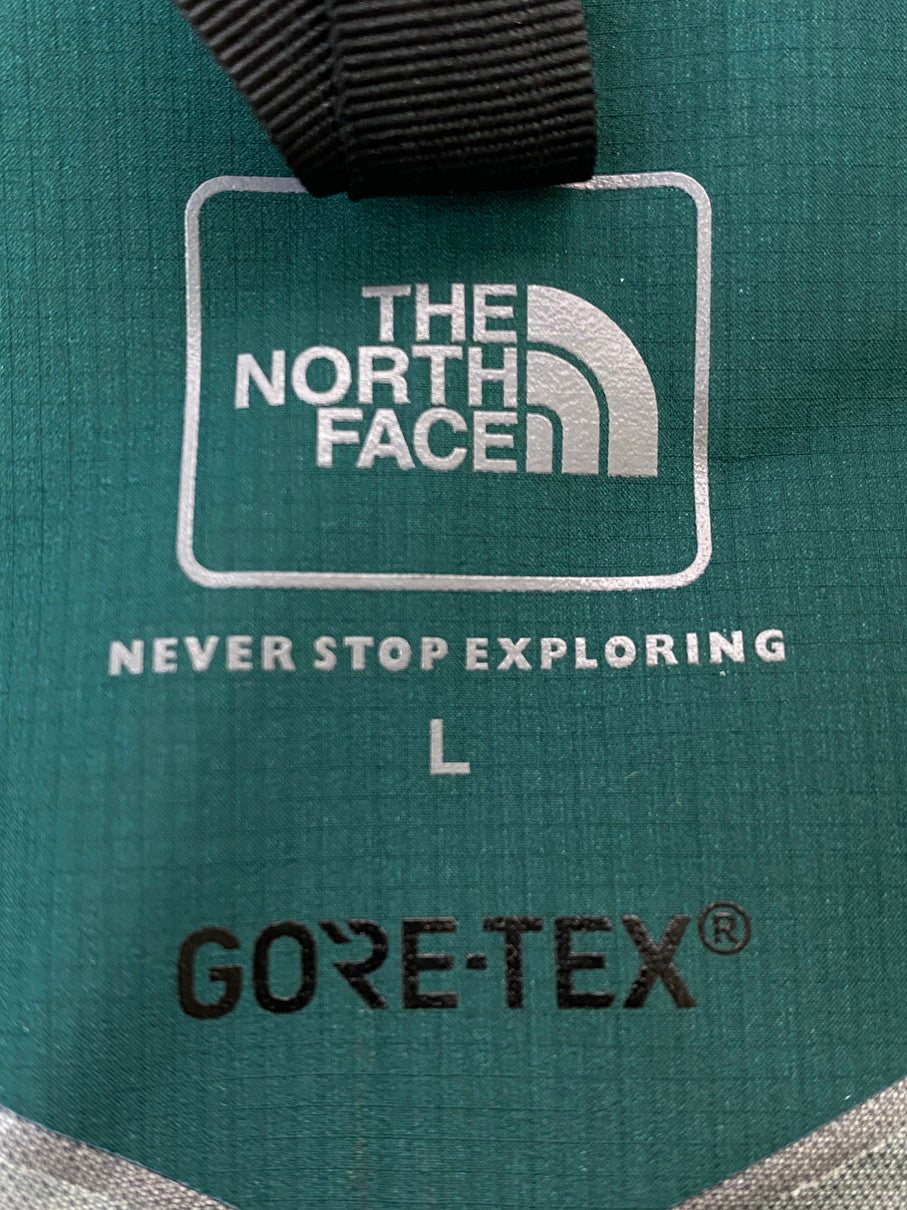 THE
NORTH
FACE
NEVER STOP EXPLORING
L
GORE-TEX®